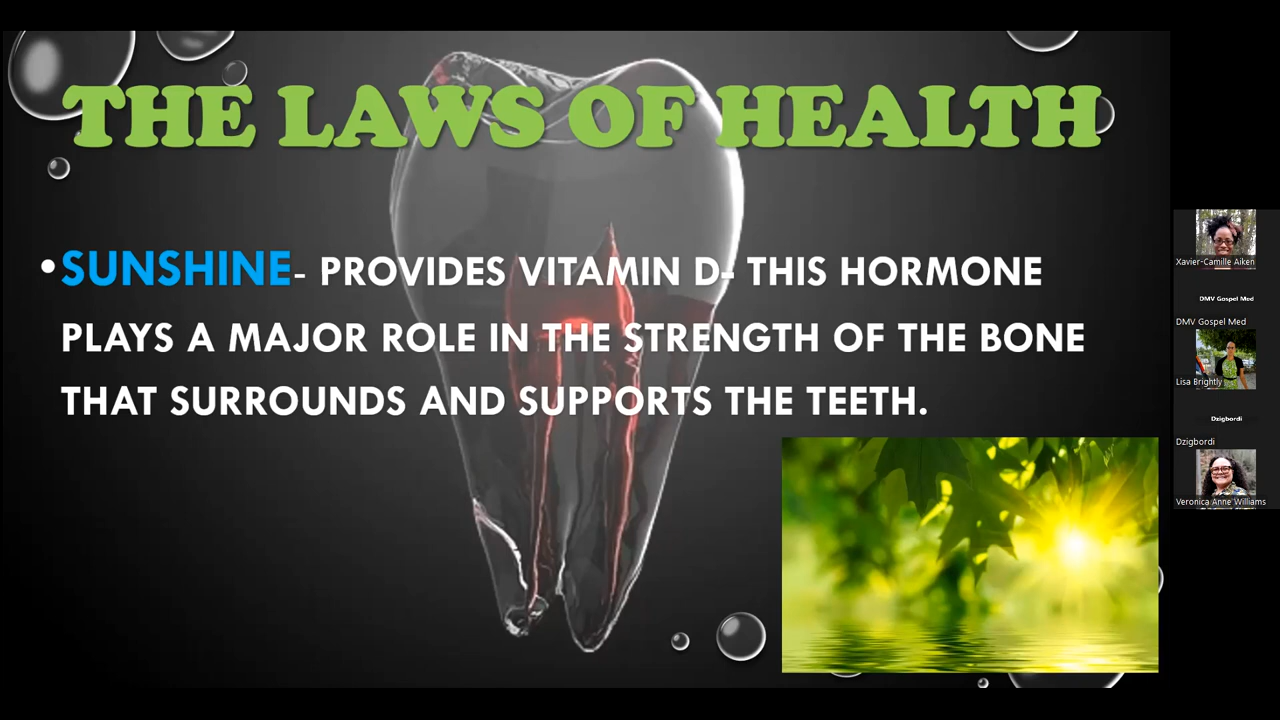 THE LAWS OF HEALTH
•SUNSHINE- PROVIDES VITAMIN D- THIS HORMONE
PLAYS A MAJOR ROLE IN THE STRENGTH OF THE BONE
THAT SURROUNDS AND SUPPORTS THE TEETH.
Xavier-Camille Aiken
DMV Gospel Med
DMV Gospel Med
Lisa Brightly
Dzigbordi
Dzigbordi
Veronica Anne Williams